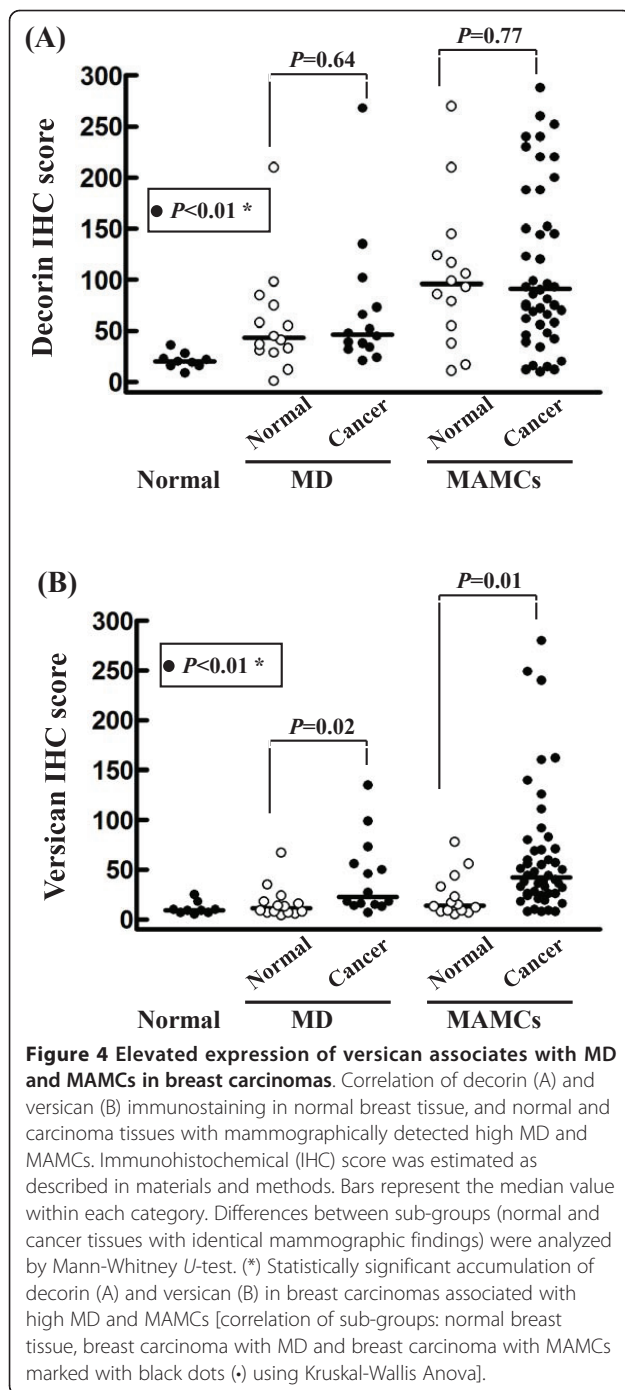 (A)
P=0.64
P=0.77
300
250
200
150
100
50
0
Decorin IHC score
• P<0.01 *
Normal
Cancer
Normal
Cancer
Normal
MD
MAMCs
(B)
P=0.01
300
250
200
150
100
50
0
Versican IHC score
• P<0.01 *
P=0.02
Normal
Cancer
Normal
Cancer
Normal
MD
MAMCs
Figure 4 Elevated expression of versican associates with MD
and MAMCs in breast carcinomas. Correlation of decorin (A) and
versican (B) immunostaining in normal breast tissue, and normal and
carcinoma tissues with mammographically detected high MD and
MAMCs. Immunohistochemical (IHC) score was estimated as
described in materials and methods. Bars represent the median value
within each category. Differences between sub-groups (normal and
cancer tissues with identical mammographic findings) were analyzed
by Mann-Whitney U-test. (*) Statistically significant accumulation of
decorin (A) and versican (B) in breast carcinomas associated with
high MD and MAMCs [correlation of sub-groups: normal breast
tissue, breast carcinoma with MD and breast carcinoma with MAMCs
marked with black dots (•) using Kruskal-Wallis Anova].